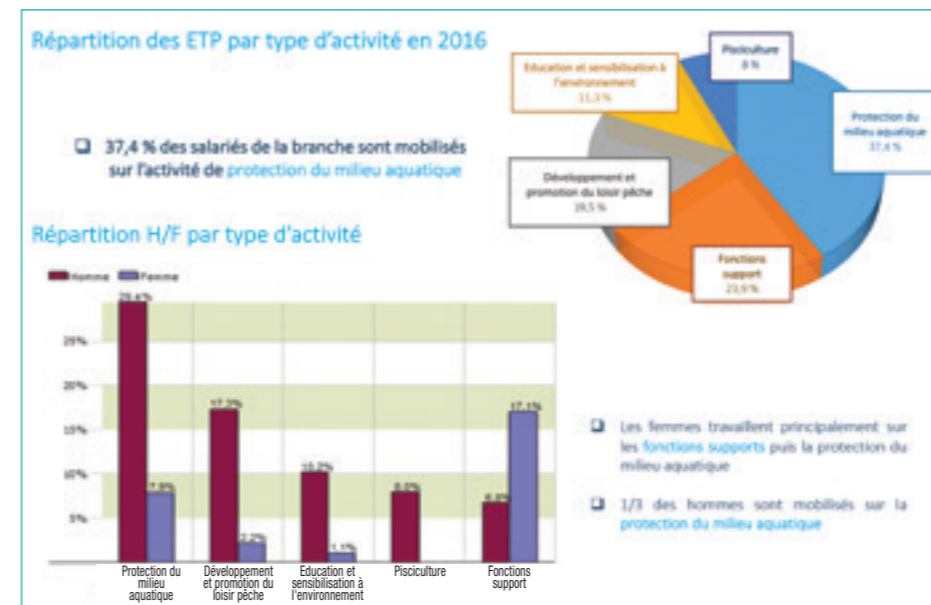 Répartition des ETP par type d'activité en 2016
❑ 37,4 % des salariés de la branche sont mobilisés
sur l'activité de protection du milieu aquatique
Pisciculture
8 %
Education et sensibilisation à
l'environnement
11,3 %
Protection du
milieu aquatique
37,4 %
Développement et
promotion du loisir pêche
Fonctions
support
23,9 %
Répartition H/F par type d'activité
Homme Femme
29.4%
7.9%
17.3%
2.2%
10.2%
1.1%
8.0%
17.1%
25%
20%
15%
10%
5%
Protection du
milieu
aquatique
Développement
et promotion du
loisir pêche
Education et
sensibilisation à
l'environnement
Pisciculture
Fonctions
support
❑ Les femmes travaillent principalement sur
les fonctions supports puis la protection du
milieu aquatique
❑ 1/3 des hommes sont mobilisés sur la
protection du milieu aquatique